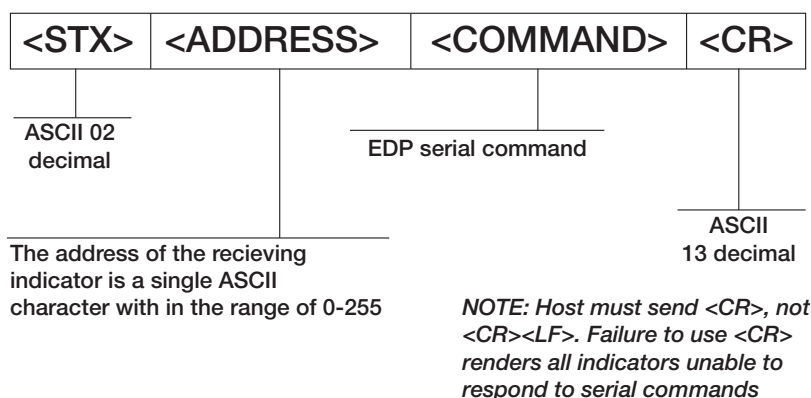 <STX> <ADDRESS> <COMMAND> <CR>
ASCII 02
decimal
EDP serial command
ASCII
13 decimal
The address of the recieving
indicator is a single ASCII
character with in the range of 0-255
NOTE: Host must send <CR>, not
<CR><LF>. Failure to use <CR>
renders all indicators unable to
respond to serial commands